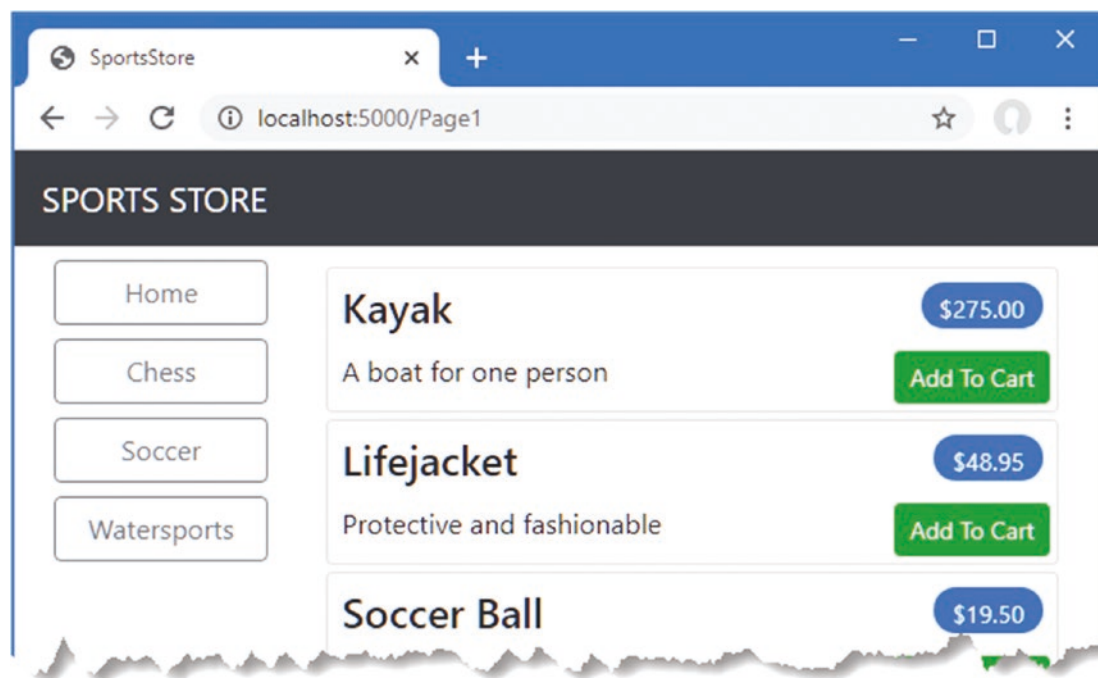 SportsStore
localhost:5000/Page1
SPORTS STORE
Home
Chess
Soccer
Watersports
Kayak
$275.00
A boat for one person
Add To Cart
Lifejacket
$48.95
Protective and fashionable
Add To Cart
Soccer Ball
$19.50